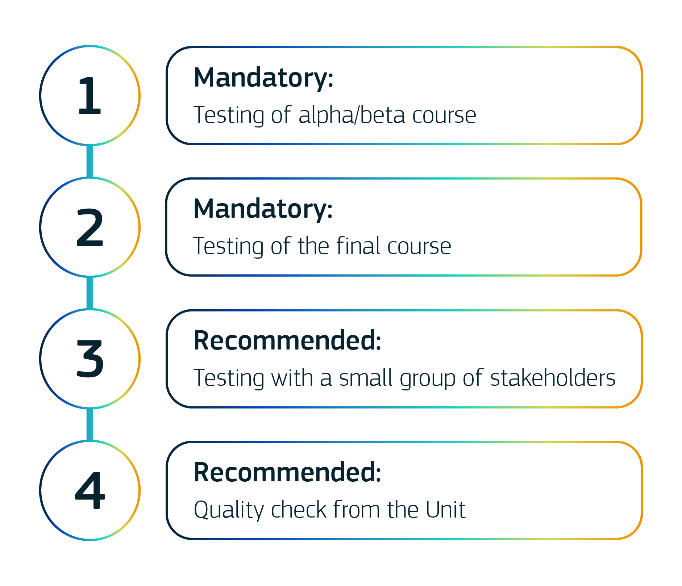 1
Mandatory:
Testing of alpha/beta course
2
Mandatory:
Testing of the final course
3
Recommended:
Testing with a small group of stakeholders
4
Recommended:
Quality check from the Unit